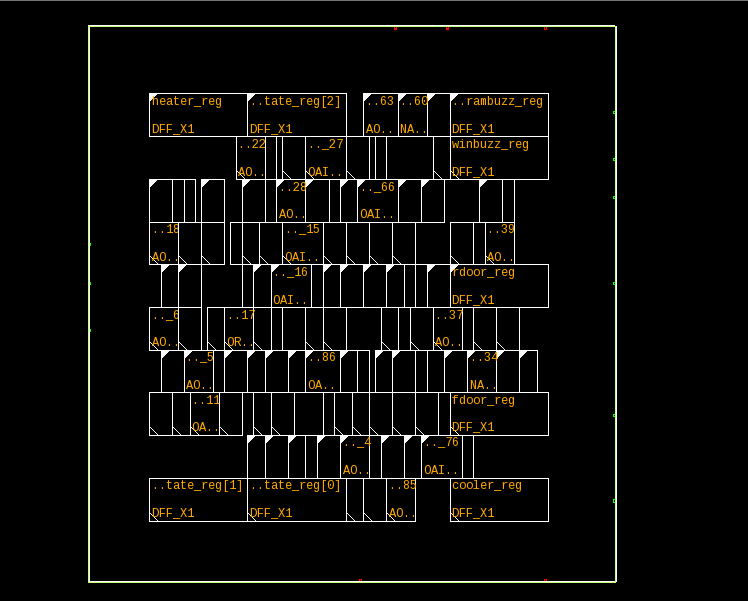 heater_reg ..tate_reg[2] ..63 ..60 ..rambuzz_reg
DFF_X1 DFF_X1 AO.. NA.. DFF_X1
..22 .._27 winbuzz_reg
AO.. OAI.. DFF_X1
..28 .._66
AO.. OAI..
..18 .._15 ..39
AO.. OAI.. AO..
.._16 rdoor_reg
OAI.. DFF_X1
.._6 ..17 ..37
AO.. OR.. AO..
.._5 ..86 ..34
AO.. OA.. NA..
..11 fdoor_reg
OA.. DFF_X1
.._4 .._76
AO.. OAI..
..tate_reg[1] ..tate_reg[0] ..85 cooler_reg
DFF_X1 DFF_X1 AO.. DFF_X1